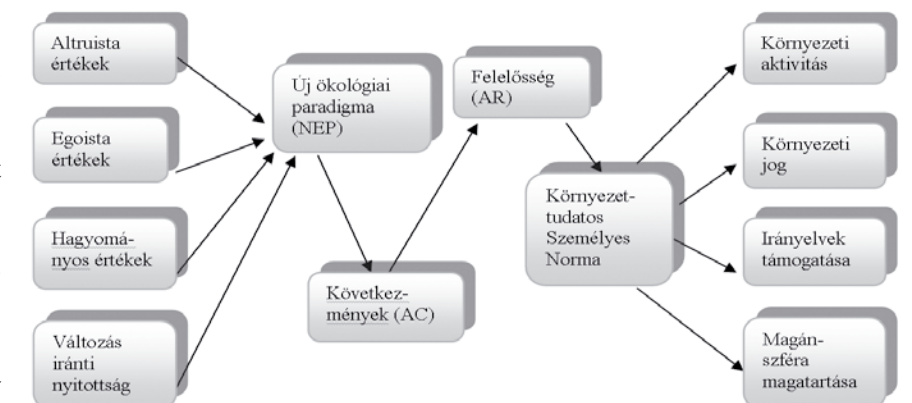 Altruista
értékek
Egoista
értékek
Hagyomá-
nyos értékek
Változás
iránti
nyitottság
Új ökológiai
paradigma
(NEP)
Következ-
mények (AC)
Felelősség
(AR)
Környezet-
tudatos
Személyes
Norma
Környezeti
aktivitás
Környezeti
jog
Irányelvek
támogatása
Magán-
szféra
magatartása